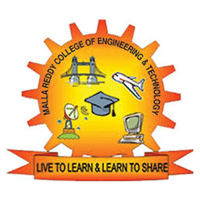 MALLA REDDY COLLEGE OF ENGINEERING & TECHNOLOGY
LIVE TO LEARN & LEARN TO SHARE